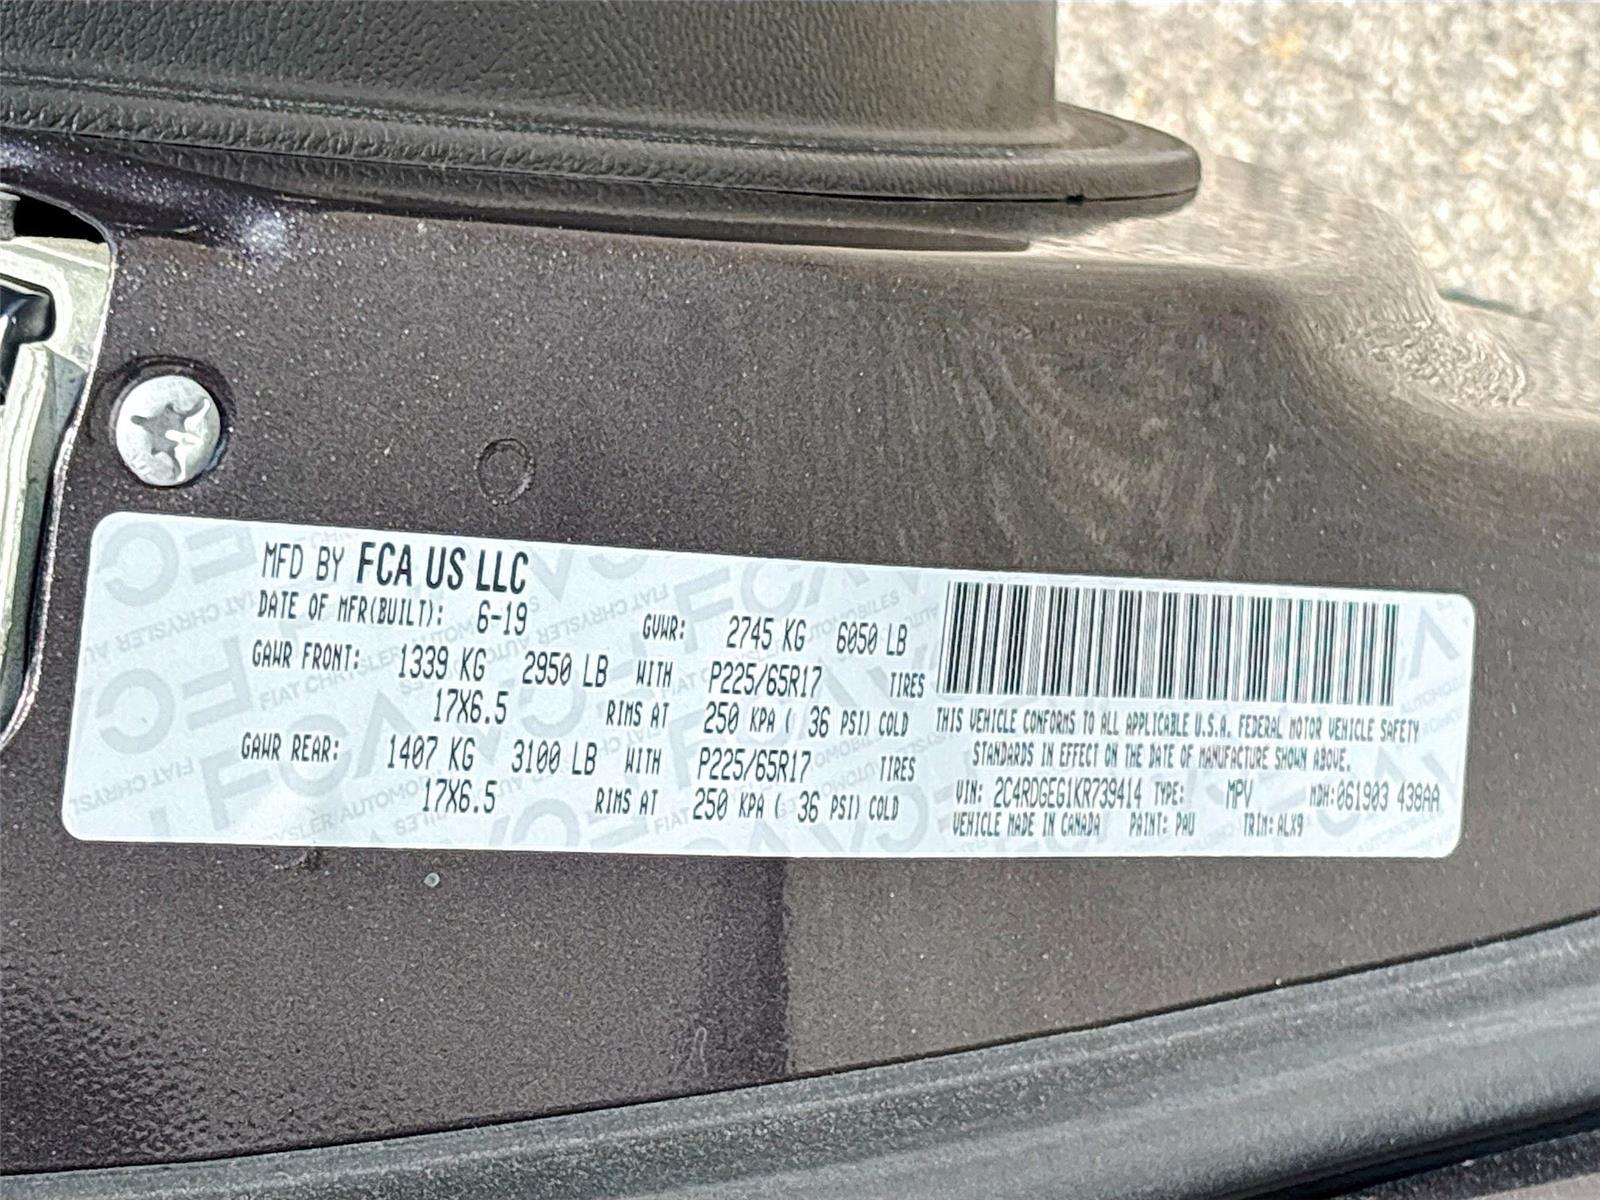 MFD BY FCA US LLC
DATE OF MFR(BUILT): 6-19 GVWR: 2745 KG 6050 LB
GAWR FRONT: 1339 KG 2950 LB WITH P225/65R17 TIRES
17X6.5 RIMS AT 250 KPA ( 36 PSI) COLD
GAWR REAR: 1407 KG 3100 LB WITH P225/65R17 TIRES
17X6.5 RIMS AT 250 KPA ( 36 PSI) COLD
THIS VEHICLE CONFORMS TO ALL APPLICABLE U.S.A. FEDERAL MOTOR VEHICLE SAFETY
STANDARDS IN EFFECT ON THE DATE OF MANUFACTURE SHOWN ABOVE.
VIN: 2C4RDGEG1KR739414 TYPE: MPV MDH: 061903 438AA
VEHICLE MADE IN CANADA PAINT: PAU TRIM: ALX9